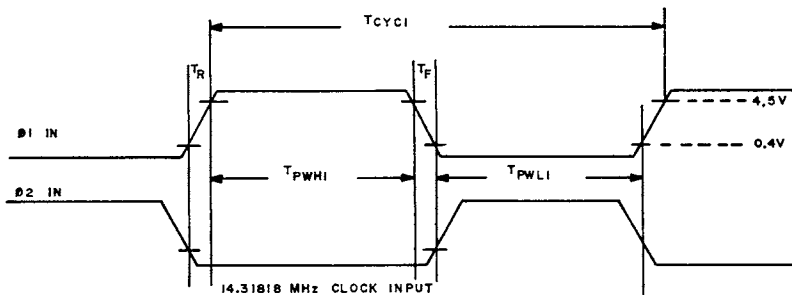 TCYC1
TR
TF
4.5V
ø1 IN
0.4V
TPWH1
TPWL1
ø2 IN
14.31818 MHz CLOCK INPUT